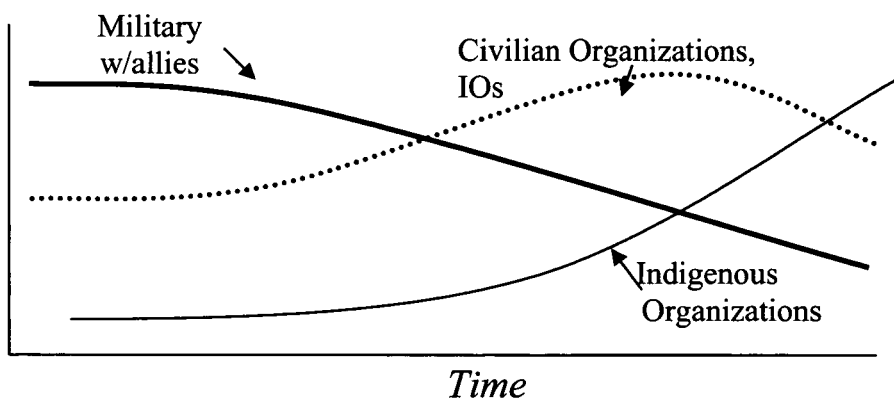 Military
w/allies
Civilian Organizations,
IOs
Indigenous
Organizations
Time